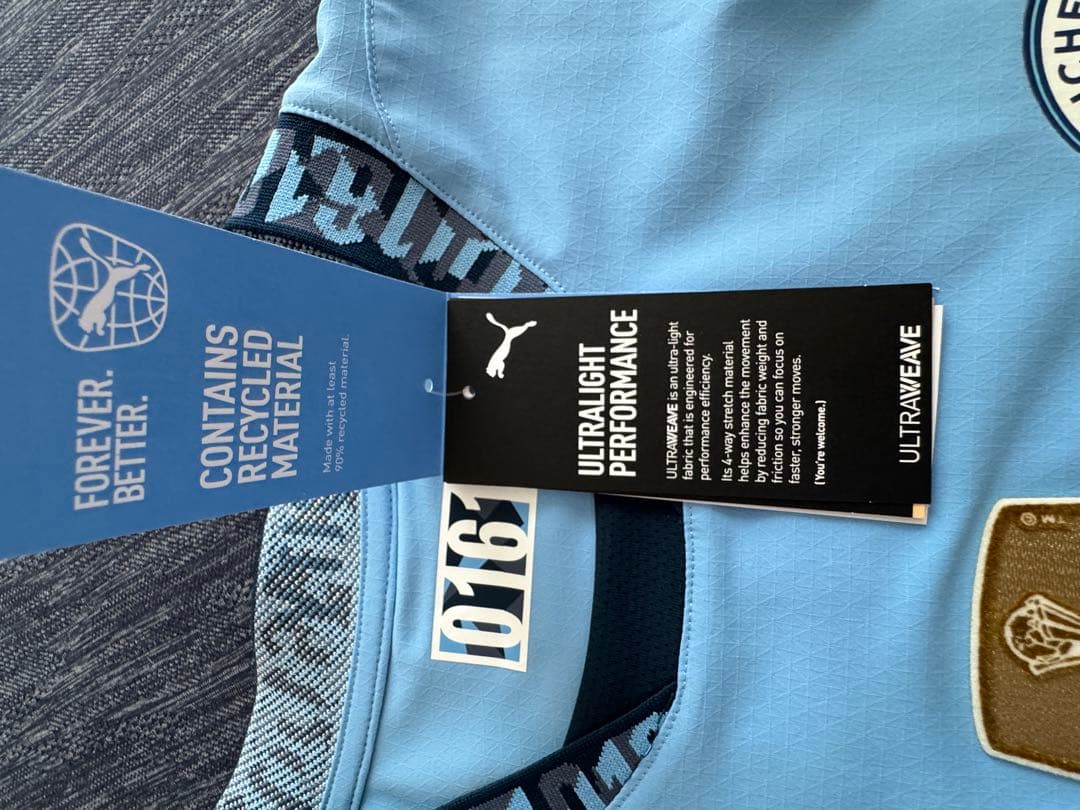 FOREVER.
BETTER.
CONTAINS
RECYCLED
MATERIAL
Made with at least
90% recycled material.
ULTRALIGHT
PERFORMANCE
ULTRAWEAVE is an ultra-light
fabric that is engineered for
performance efficiency.
Its 4-way stretch material
helps enhance the movement
by reducing fabric weight and
friction so you can focus on
faster, stronger moves.
(You're welcome.)
ULTRAWEAVE
0161
CHE
TM